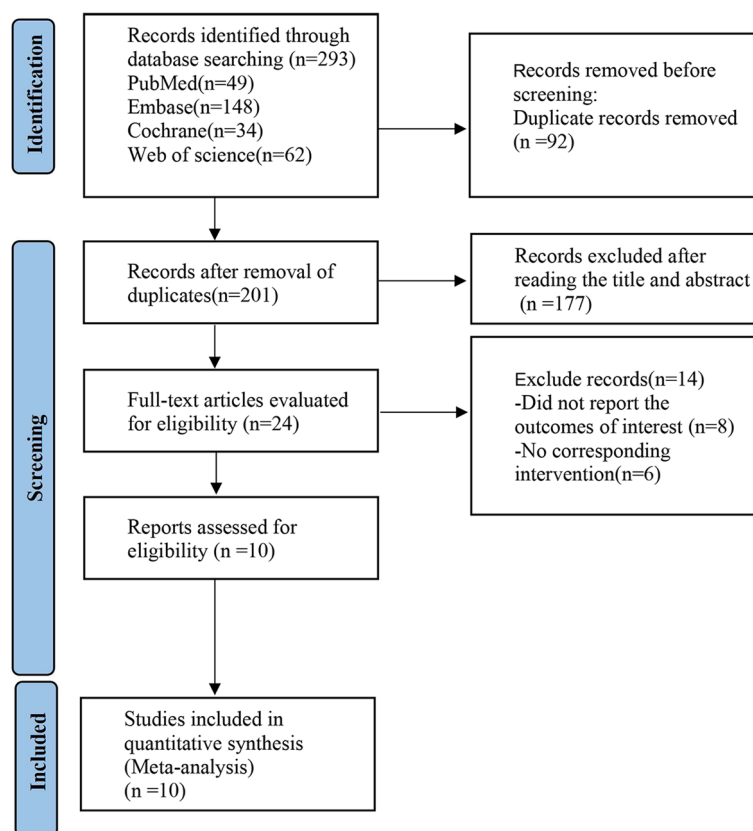 Identification
Records identified through
database searching (n=293)
PubMed(n=49)
Embase(n=148)
Cochrane(n=34)
Web of science(n=62)
Records removed before
screening:
Duplicate records removed
(n =92)
Screening
Records after removal of
duplicates(n=201)
Records excluded after
reading the title and abstract
(n =177)
Full-text articles evaluated
for eligibility (n=24)
Exclude records(n=14)
-Did not report the
outcomes of interest (n=8)
-No corresponding
intervention(n=6)
Reports assessed for
eligibility (n =10)
Included
Studies included in
quantitative synthesis
(Meta-analysis)
(n =10)